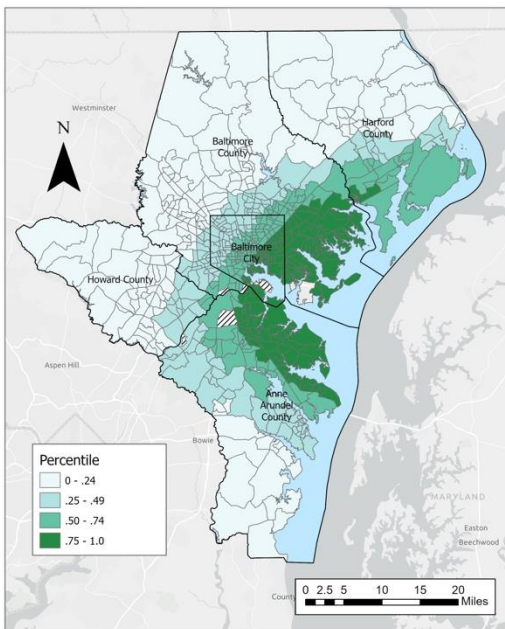 Westminster
N
Harford
County
Baltimore
County
Baltimore
City
Howard County
Aspen Hill
Anne
Arundel
County
Bowie
Percentile
0 - .24
.25 - .49
.50 - .74
.75 - 1.0
MARYLAND
Easton
Beechwood
County
0 2.5 5 10 15 20
Miles